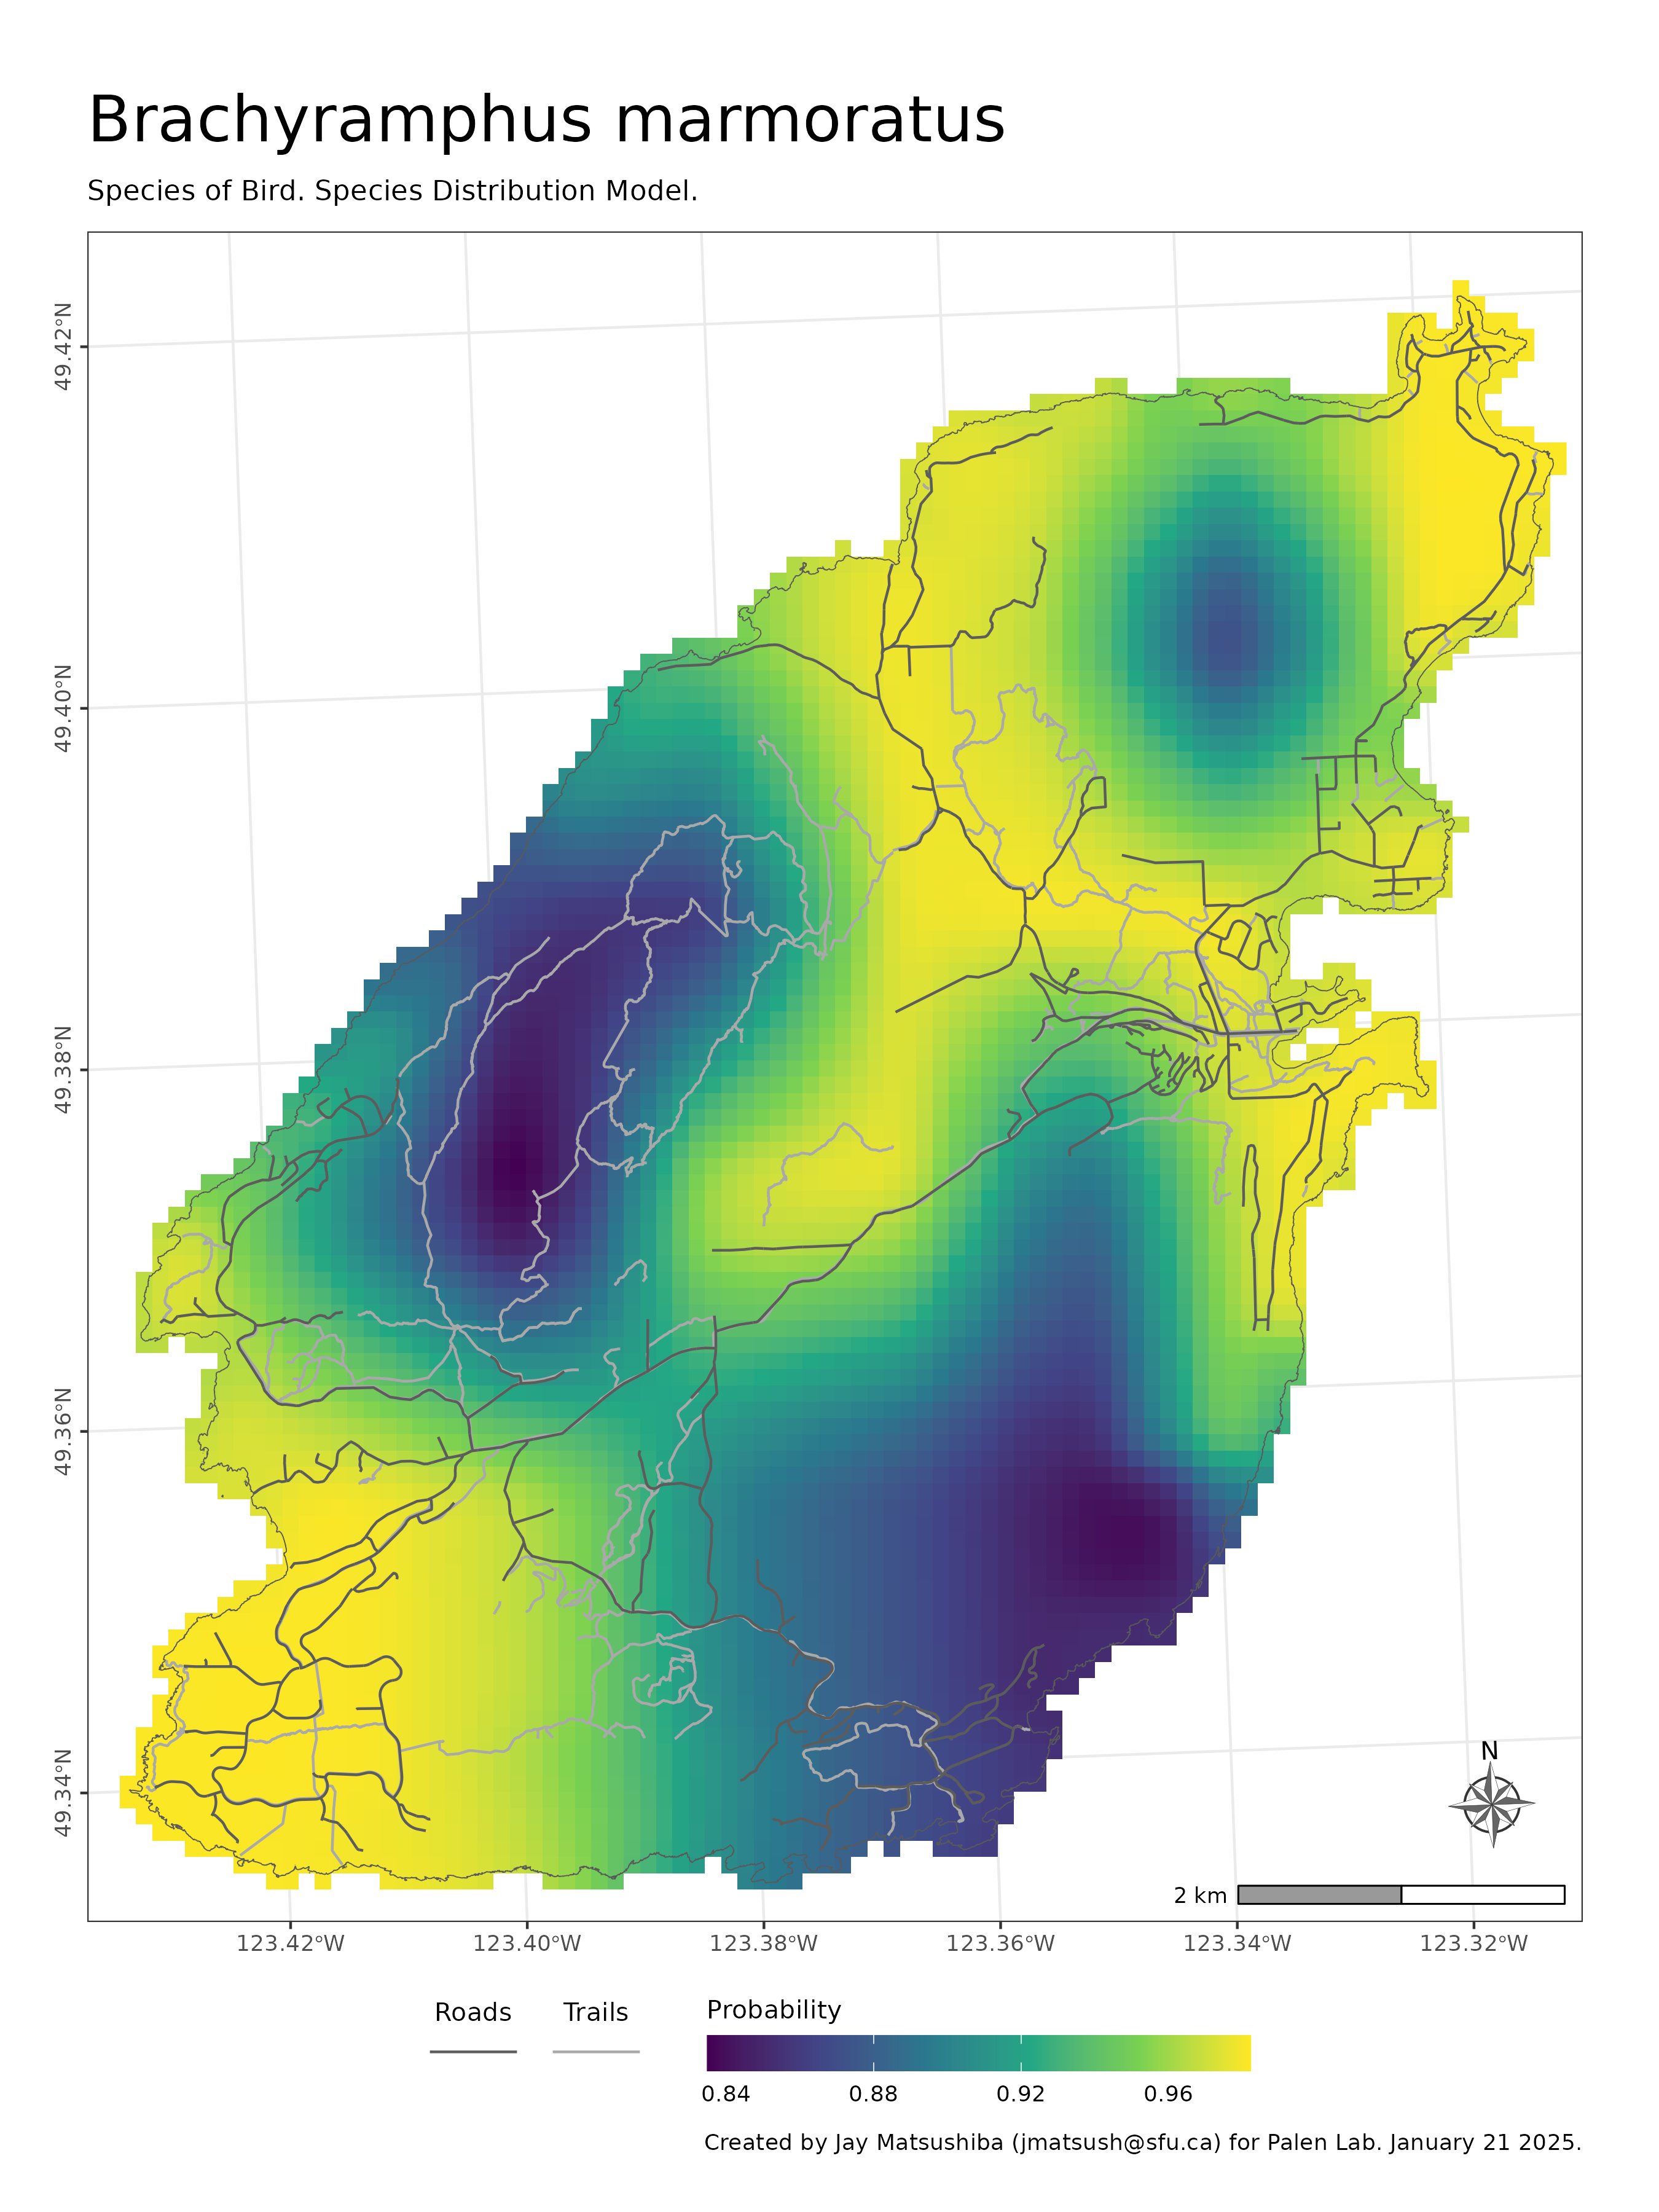 Brachyramphus marmoratus
Species of Bird. Species Distribution Model.
49.42°N
49.40°N
49.38°N
49.36°N
49.34°N
N
2 km
123.42°W 123.40°W 123.38°W 123.36°W 123.34°W 123.32°W
Roads Trails Probability
0.84 0.88 0.92 0.96
Created by Jay Matsushiba (jmatsush@sfu.ca) for Palen Lab. January 21 2025.